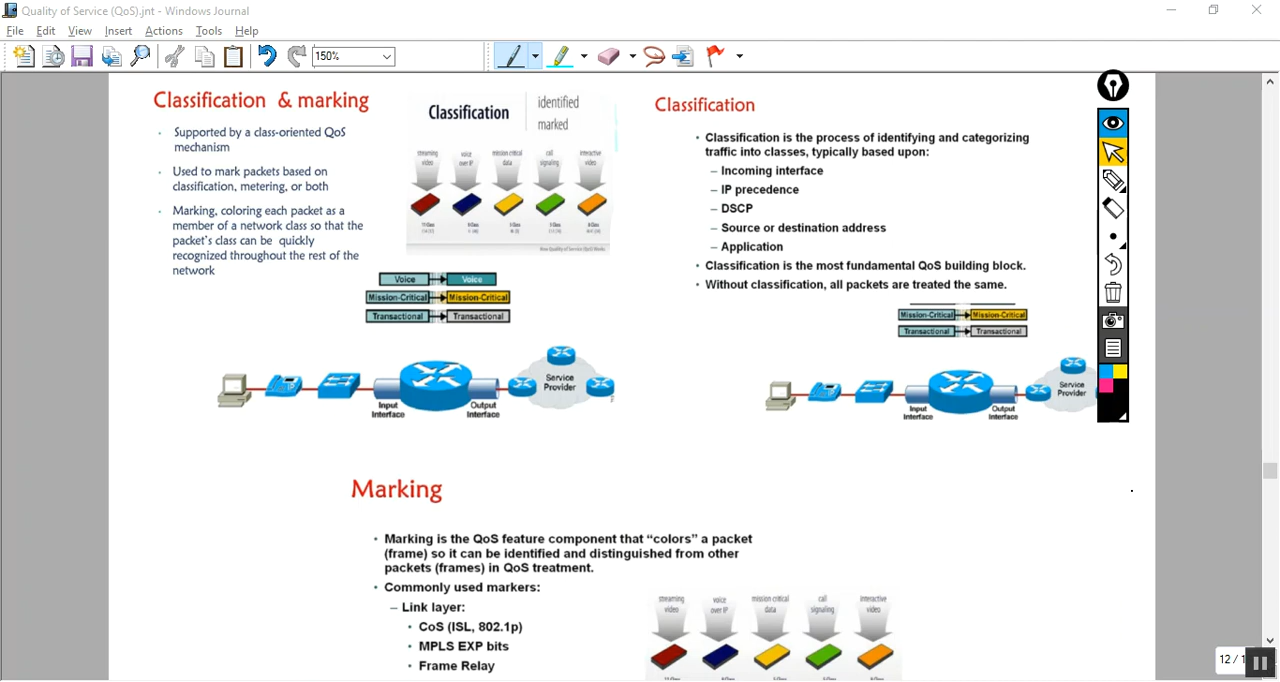 Quality of Service (QoS).jnt - Windows Journal
File Edit View Insert Actions Tools Help
150%
Classification & marking
• Supported by a class-oriented QoS
mechanism
• Used to mark packets based on
classification, metering, or both
• Marking, coloring each packet as a
member of a network class so that the
packet's class can be quickly
recognized throughout the rest of the
network
Classification
identified
marked
streaming
video
voice
over IP
mission critical
data
call
signaling
interactive
video
Voice Voice
Mission-Critical Mission-Critical
Transactional Transactional
Input
Interface
Output
Interface
Service
Provider
Classification
• Classification is the process of identifying and categorizing
traffic into classes, typically based upon:
– Incoming interface
– IP precedence
– DSCP
– Source or destination address
– Application
• Classification is the most fundamental QoS building block.
• Without classification, all packets are treated the same.
Mission-Critical Mission-Critical
Transactional Transactional
Input
Interface
Output
Interface
Service
Provider
Marking
• Marking is the QoS feature component that “colors” a packet
(frame) so it can be identified and distinguished from other
packets (frames) in QoS treatment.
• Commonly used markers:
– Link layer:
• CoS (ISL, 802.1p)
• MPLS EXP bits
• Frame Relay
streaming
video
voice
over IP
mission critical
data
call
signaling
interactive
video
12 / 1